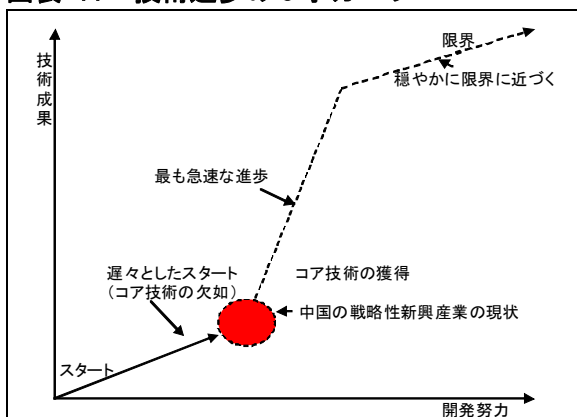 技術成果
限界
穏やかに限界に近づく
最も急速な進歩
遅々としたスタート
（コア技術の欠如）
コア技術の獲得
中国の戦略性新興産業の現状
スタート
開発努力